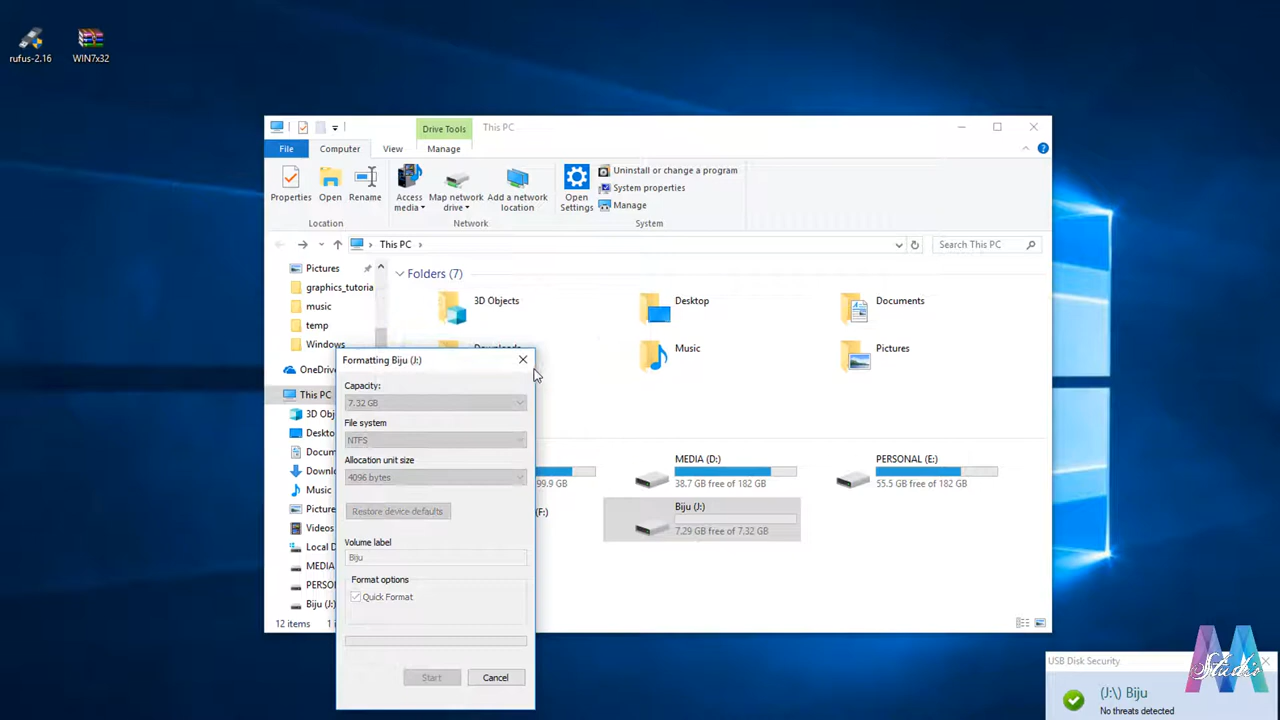 rufus-2.16
WIN7x32
Drive Tools
This PC
File
Computer
View
Manage
Properties
Open
Rename
Access media
Map network drive
Add a network location
Open Settings
Uninstall or change a program
System properties
Manage
Location
Network
System
This PC
Search This PC
Pictures
graphics_tutoria
music
temp
Windows
OneDriv
This PC
3D Obj
Deskto
Docum
Downlo
Music
Picture
Videos
Local D
MEDIA
PERSO
Biju (J:)
12 items
Folders (7)
3D Objects
Desktop
Documents
Music
Pictures
99.9 GB
MEDIA (D:)
38.7 GB free of 182 GB
PERSONAL (E:)
55.5 GB free of 182 GB
(F:)
Biju (J:)
7.29 GB free of 7.32 GB
Formatting Biju (J:)
Capacity:
7.32 GB
File system
NTFS
Allocation unit size
4096 bytes
Restore device defaults
Volume label
Biju
Format options
Quick Format
Start
Cancel
USB Disk Security
(J:\) Biju
No threats detected
Studio